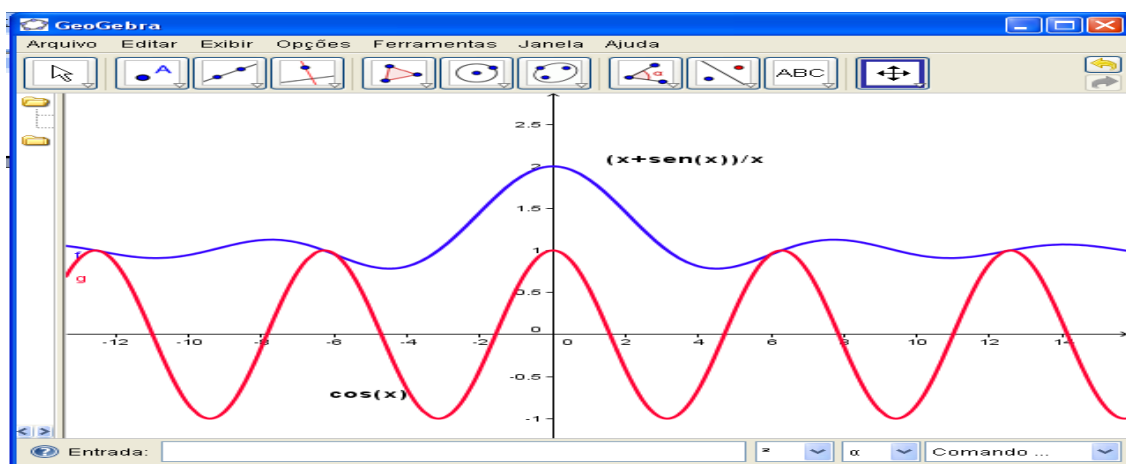 GeoGebra
Arquivo Editar Exibir Opções Ferramentas Janela Ajuda
A α ABC
2.5
(x+sen(x))/x
2
1.5
1
f
g
0.5
0
-12 -10 -8 -6 -4 -2 0 2 4 6 8 10 12 14
-0.5
cos(x)
-1
Entrada: ² α Comando ...